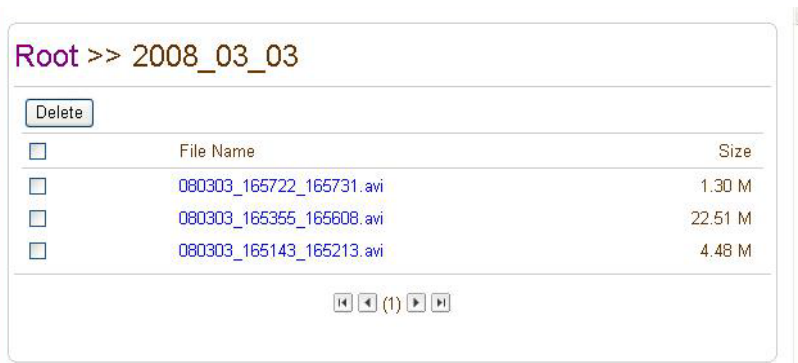 Root >> 2008_03_03
Delete
File Name Size
080303_165722_165731.avi 1.30 M
080303_165355_165608.avi 22.51 M
080303_165143_165213.avi 4.48 M
(1)